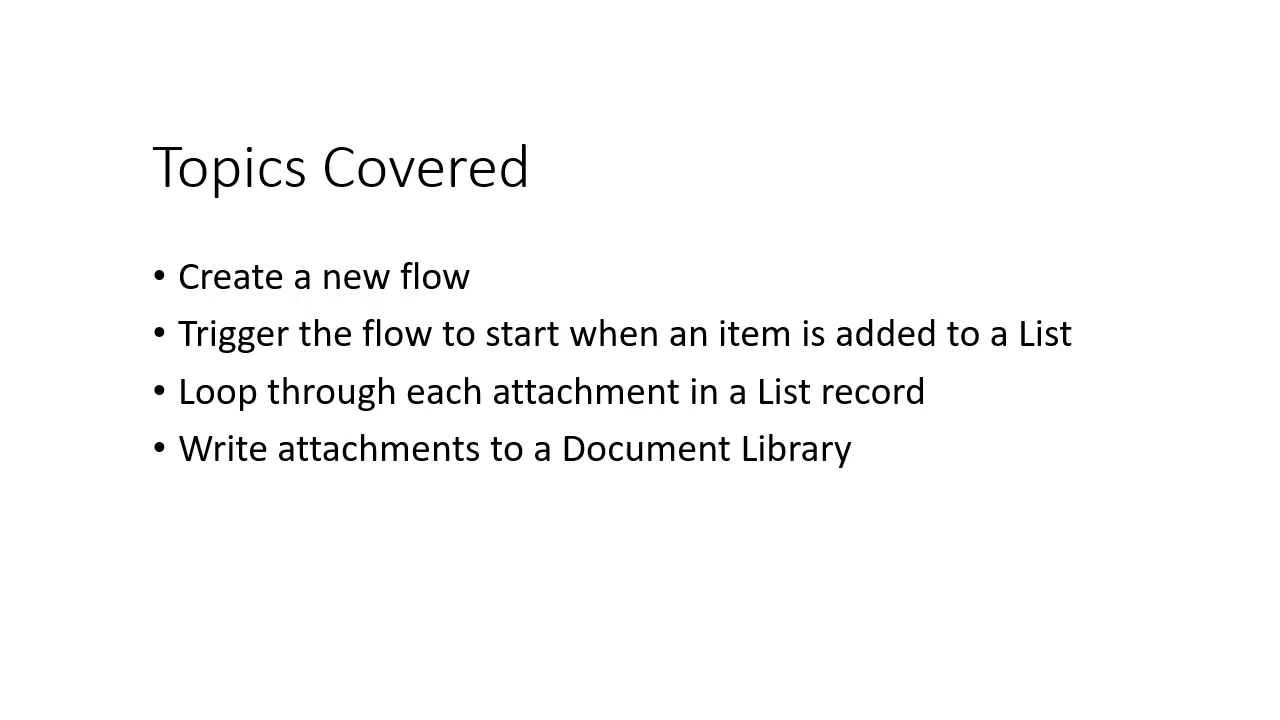 Topics Covered
• Create a new flow
• Trigger the flow to start when an item is added to a List
• Loop through each attachment in a List record
• Write attachments to a Document Library